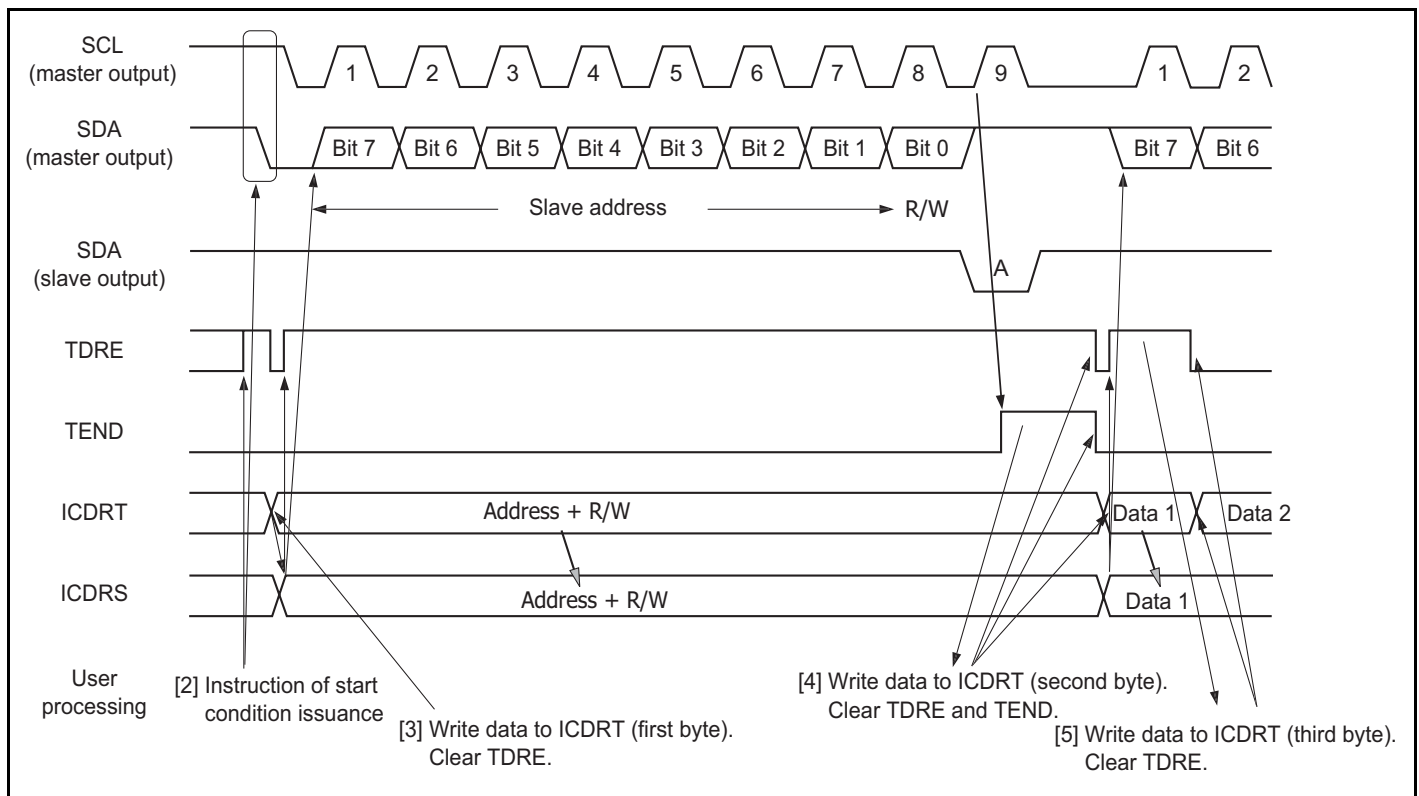 SCL
(master output)
1 2 3 4 5 6 7 8 9 1 2
SDA
(master output)
Bit 7 Bit 6 Bit 5 Bit 4 Bit 3 Bit 2 Bit 1 Bit 0 Bit 7 Bit 6
Slave address R/W
SDA
(slave output)
A
TDRE
TEND
ICDRT
Address + R/W Data 1 Data 2
ICDRS
Address + R/W Data 1
User
processing
[2] Instruction of start
condition issuance
[3] Write data to ICDRT (first byte).
Clear TDRE.
[4] Write data to ICDRT (second byte).
Clear TDRE and TEND.
[5] Write data to ICDRT (third byte).
Clear TDRE.